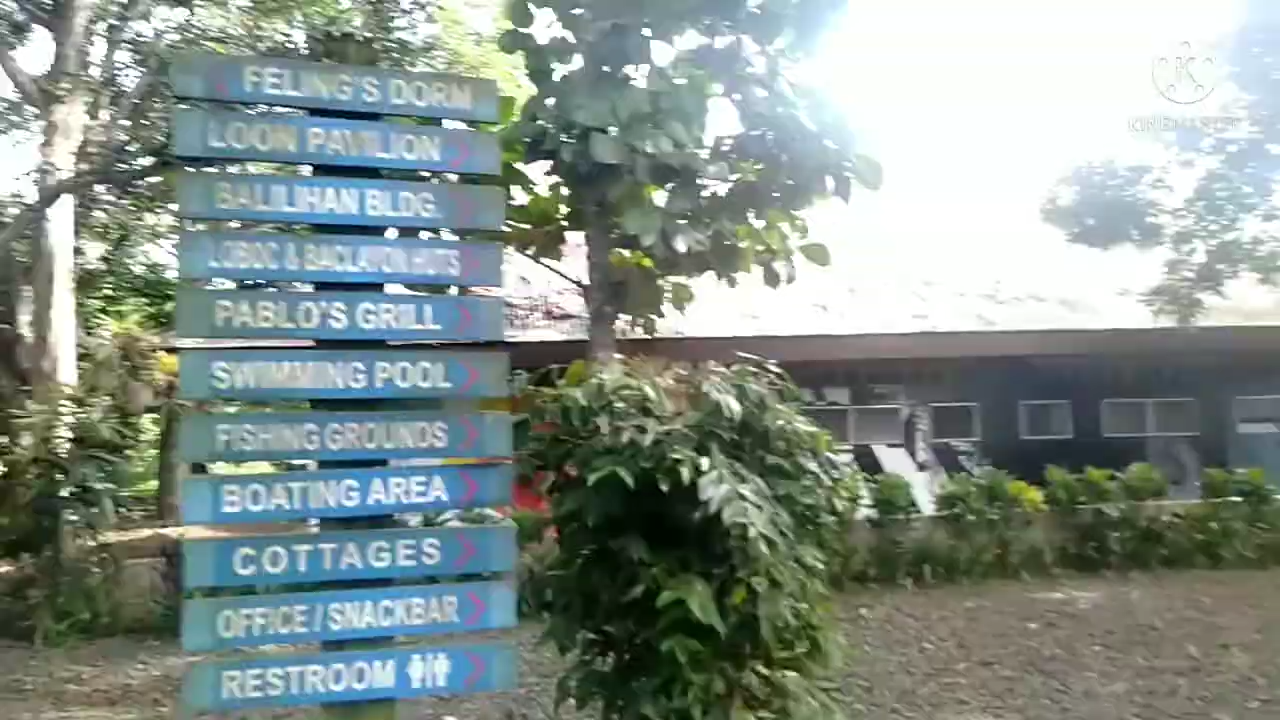 FELING'S DORM
LOON PAVILION
BALILIHAN BLDG.
LOBOC & BACLAYON HUTS
PABLO'S GRILL
SWIMMING POOL
FISHING GROUNDS
BOATING AREA
COTTAGES
OFFICE / SNACKBAR
RESTROOM
K
KINEMASTER